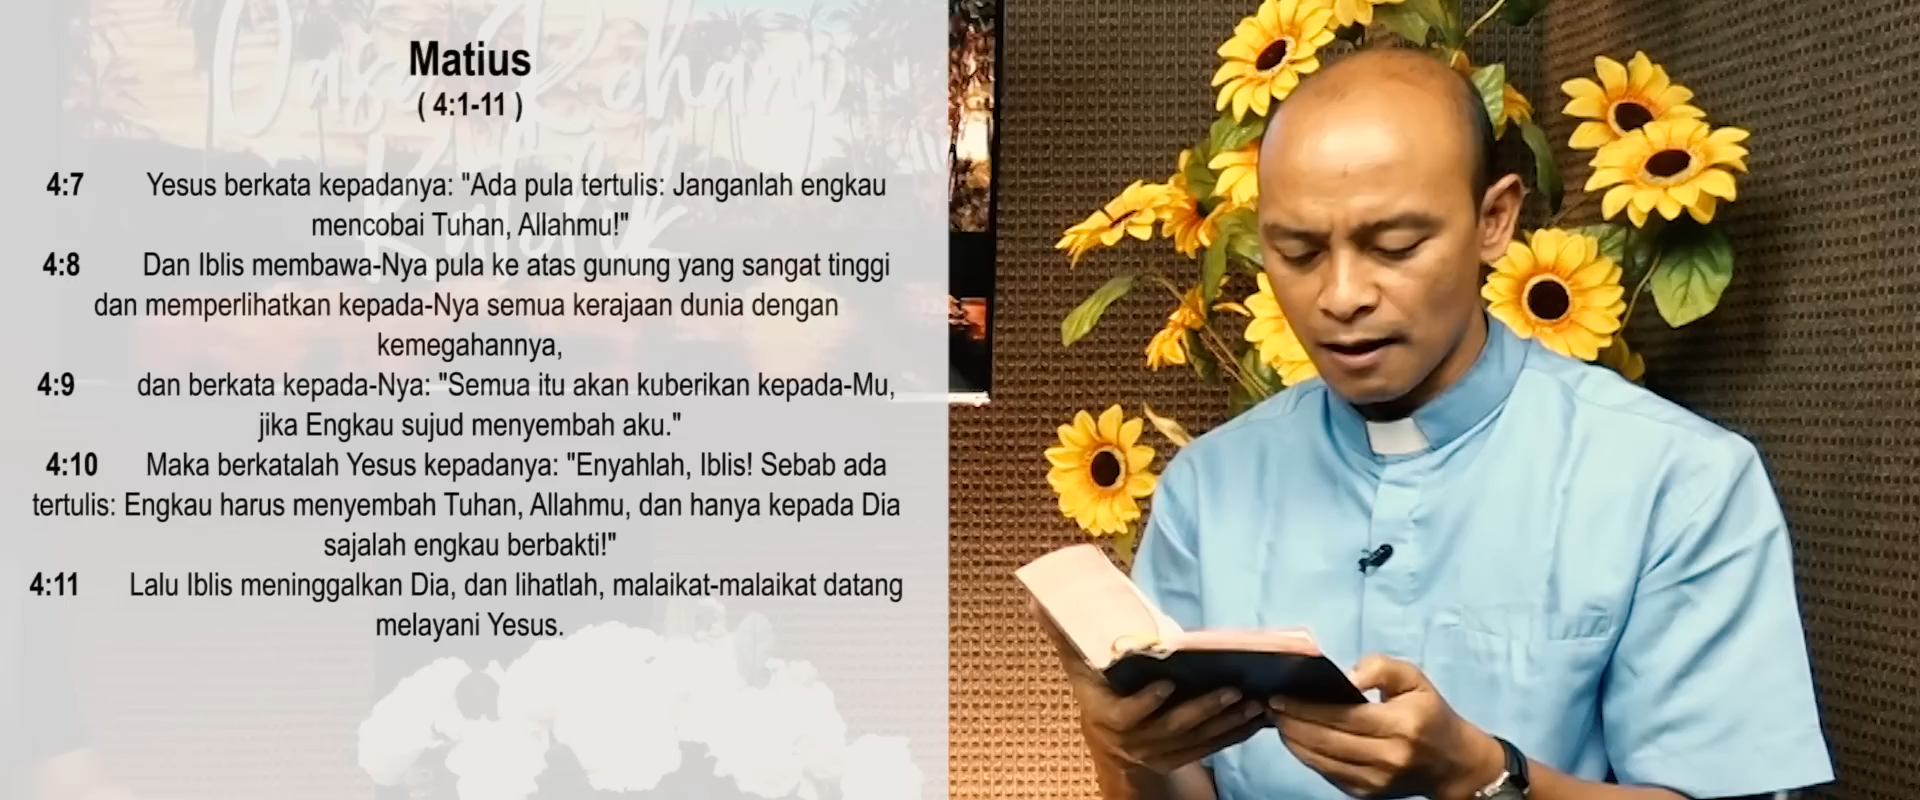 Oase Rohani
Katolik
Matius
( 4:1-11 )
4:7 Yesus berkata kepadanya: "Ada pula tertulis: Janganlah engkau
mencobai Tuhan, Allahmu!"
4:8 Dan Iblis membawa-Nya pula ke atas gunung yang sangat tinggi
dan memperlihatkan kepada-Nya semua kerajaan dunia dengan
kemegahannya,
4:9 dan berkata kepada-Nya: "Semua itu akan kuberikan kepada-Mu,
jika Engkau sujud menyembah aku."
4:10 Maka berkatalah Yesus kepadanya: "Enyahlah, Iblis! Sebab ada
tertulis: Engkau harus menyembah Tuhan, Allahmu, dan hanya kepada Dia
sajalah engkau berbakti!"
4:11 Lalu Iblis meninggalkan Dia, dan lihatlah, malaikat-malaikat datang
melayani Yesus.